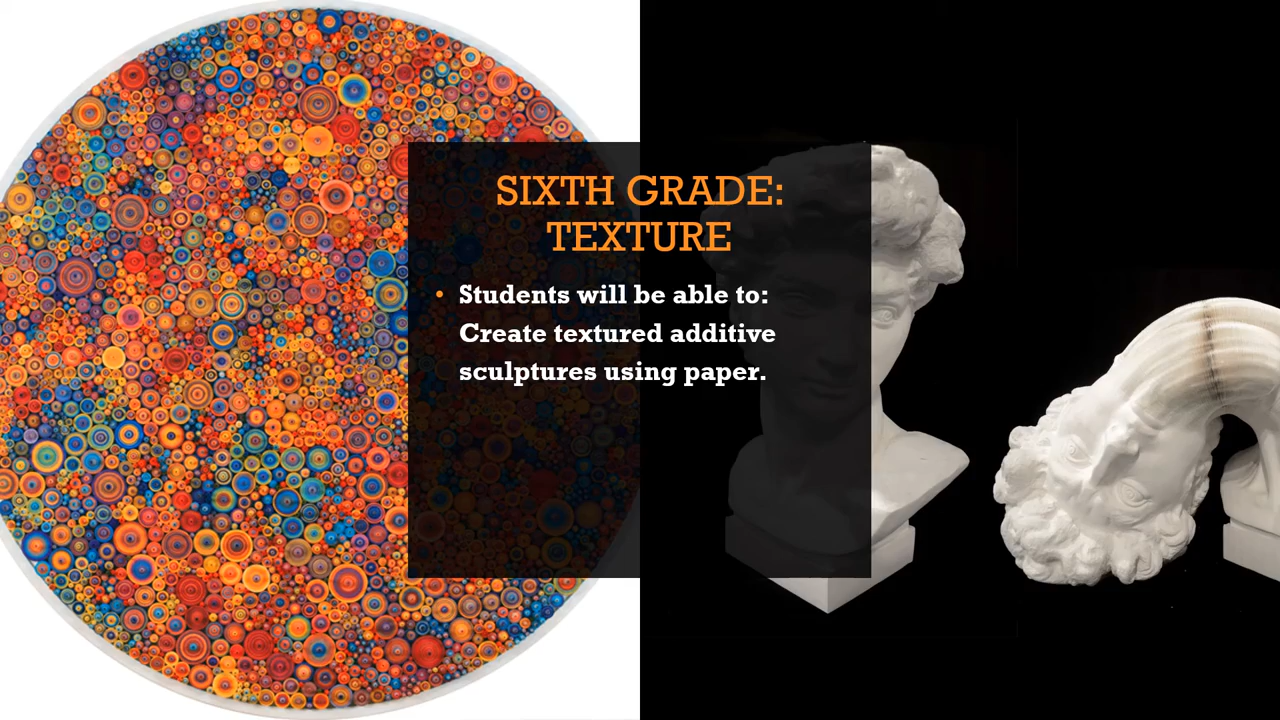 SIXTH GRADE:
TEXTURE
• Students will be able to:
Create textured additive
sculptures using paper.